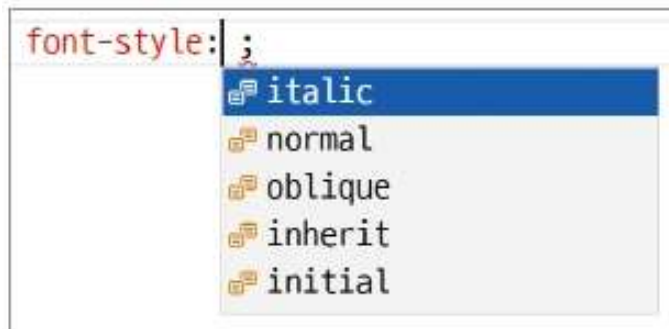 font-style: ;
italic
normal
oblique
inherit
initial